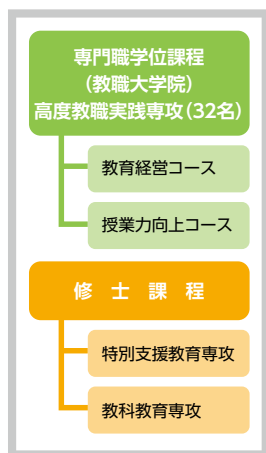 専門職学位課程
(教職大学院)
高度教職実践専攻(32名)
教育経営コース
授業力向上コース
修士課程
特別支援教育専攻
教科教育専攻